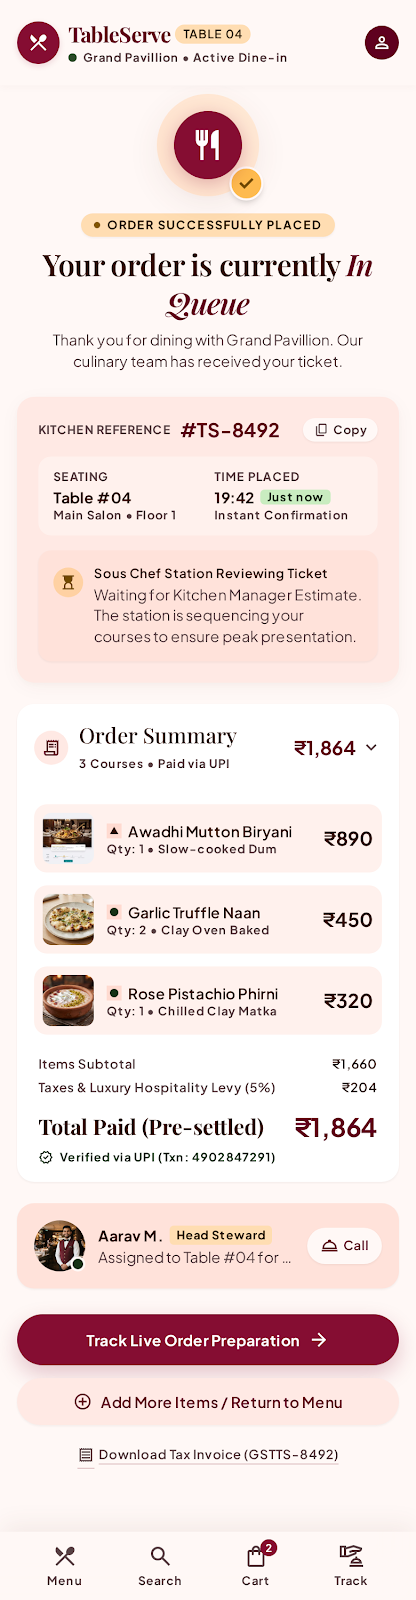 TableServe TABLE 04
Grand Pavillion • Active Dine-in
ORDER SUCCESSFULLY PLACED
Your order is currently In
Queue
Thank you for dining with Grand Pavillion. Our
culinary team has received your ticket.
KITCHEN REFERENCE #TS-8492 Copy
SEATING TIME PLACED
Table #04 19:42 Just now
Main Salon • Floor 1 Instant Confirmation
Sous Chef Station Reviewing Ticket
Waiting for Kitchen Manager Estimate.
The station is sequencing your
courses to ensure peak presentation.
Order Summary ₹1,864
3 Courses • Paid via UPI
Awadhi Mutton Biryani ₹890
Qty: 1 • Slow-cooked Dum
Garlic Truffle Naan ₹450
Qty: 2 • Clay Oven Baked
Rose Pistachio Phirni ₹320
Qty: 1 • Chilled Clay Matka
Items Subtotal ₹1,660
Taxes & Luxury Hospitality Levy (5%) ₹204
Total Paid (Pre-settled) ₹1,864
Verified via UPI (Txn: 4902847291)
Aarav M. Head Steward
Assigned to Table #04 for ... Call
Track Live Order Preparation
Add More Items / Return to Menu
Download Tax Invoice (GSTTS-8492)
2
Menu Search Cart Track